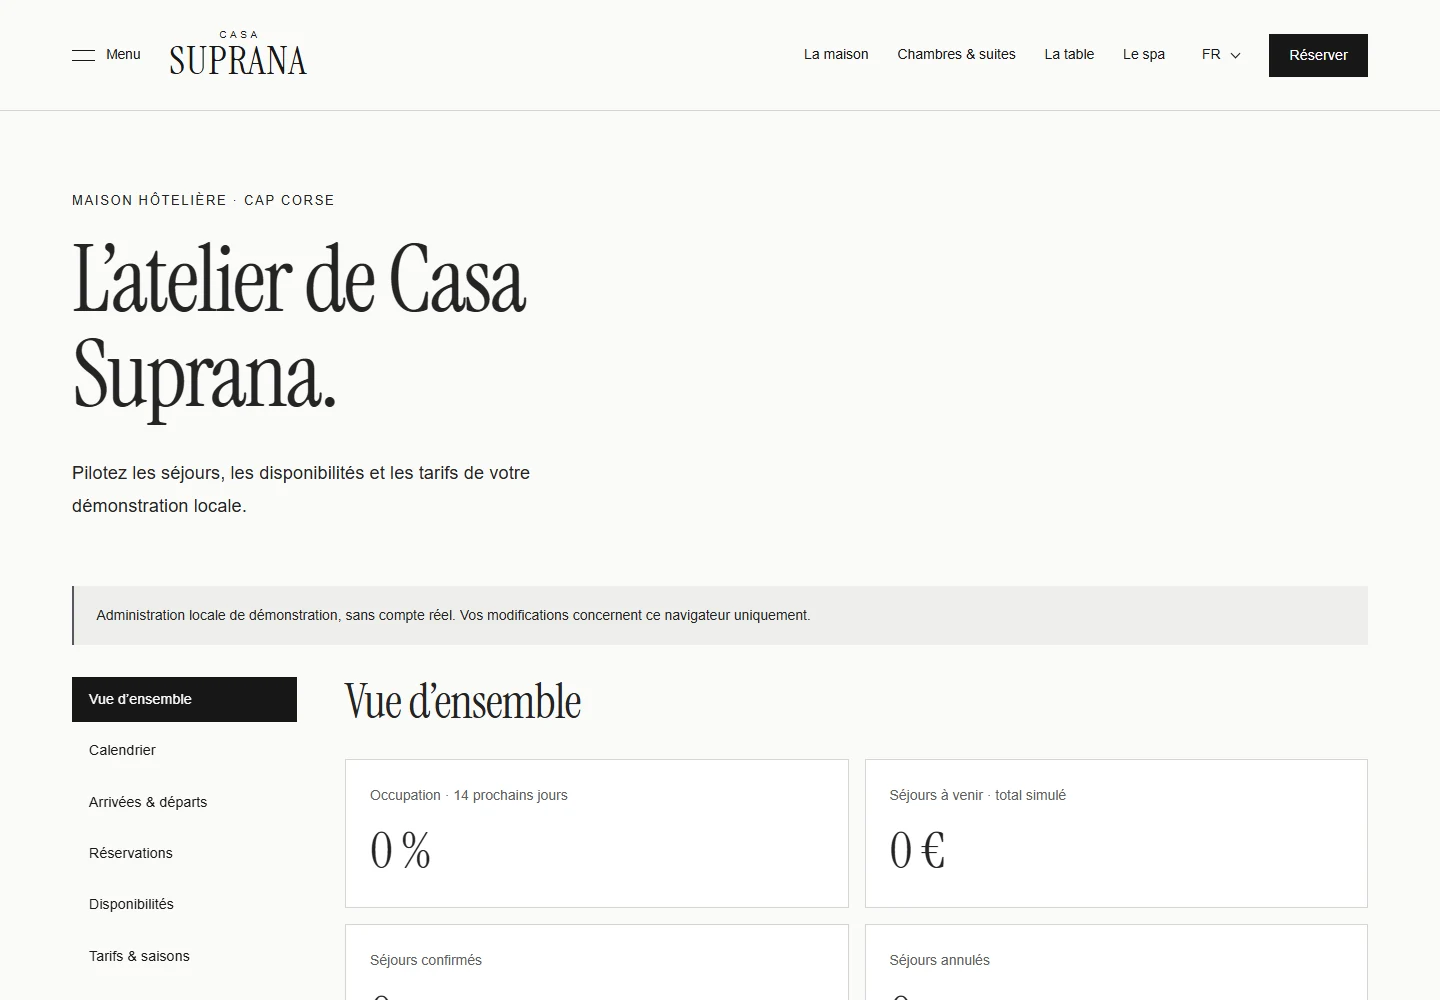 Menu
CASA
SUPRANA
La maison
Chambres & suites
La table
Le spa
FR
Réserver
MAISON HÔTELIÈRE · CAP CORSE
L’atelier de Casa
Suprana.
Pilotez les séjours, les disponibilités et les tarifs de votre
démonstration locale.
Administration locale de démonstration, sans compte réel. Vos modifications concernent ce navigateur uniquement.
Vue d’ensemble
Calendrier
Arrivées & départs
Réservations
Disponibilités
Tarifs & saisons
Vue d’ensemble
Occupation · 14 prochains jours
0 %
Séjours à venir · total simulé
0 €
Séjours confirmés
Séjours annulés